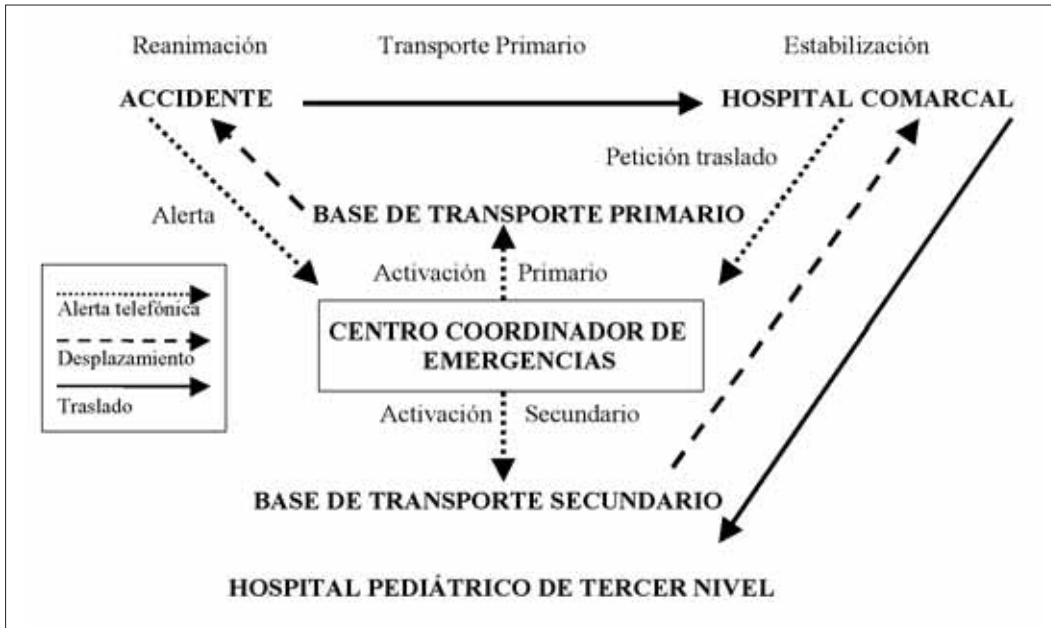 Reanimación
Transporte Primario
Estabilización
ACCIDENTE
HOSPITAL COMARCAL
Petición traslado
Alerta
BASE DE TRANSPORTE PRIMARIO
Activación
Primario
Alerta telefónica
Desplazamiento
Traslado
CENTRO COORDINADOR DE
EMERGENCIAS
Activación
Secundario
BASE DE TRANSPORTE SECUNDARIO
HOSPITAL PEDIÁTRICO DE TERCER NIVEL